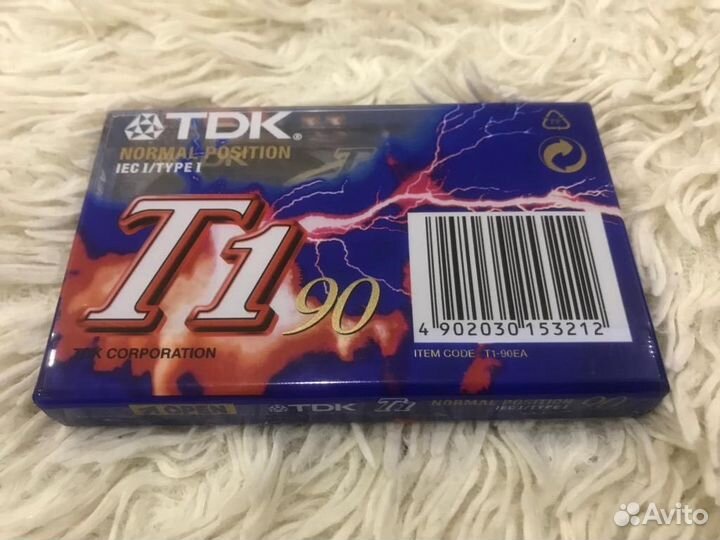 TDK®
NORMAL POSITION
IEC I/TYPE I
T1 90
TDK CORPORATION
4 902030 153212
ITEM CODE T1-90EA
OPEN
TDK T1 NORMAL POSITION 90
IEC I/TYPE I
Avito